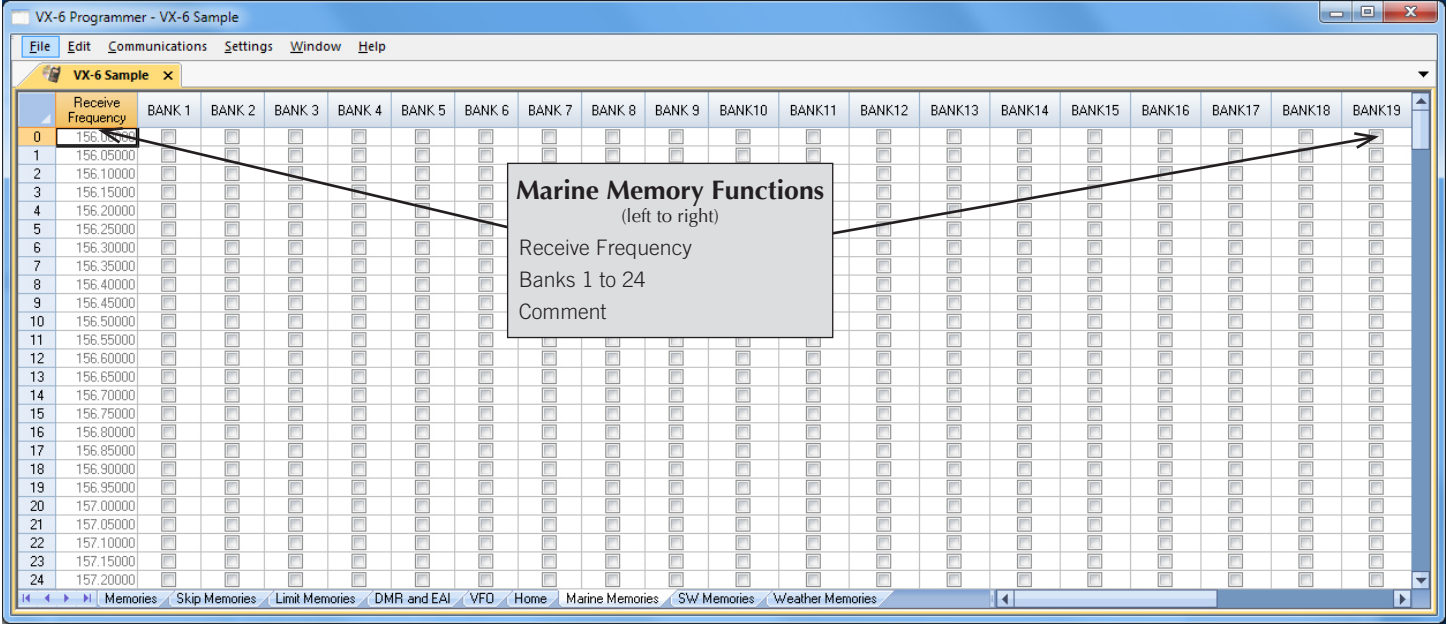 VX-6 Programmer - VX-6 Sample
File Edit Communications Settings Window Help
VX-6 Sample X
Receive Frequency BANK 1 BANK 2 BANK 3 BANK 4 BANK 5 BANK 6 BANK 7 BANK 8 BANK 9 BANK10 BANK11 BANK12 BANK13 BANK14 BANK15 BANK16 BANK17 BANK18 BANK19
0 156.00000
1 156.05000
2 156.10000
3 156.15000
4 156.20000
5 156.25000
6 156.30000
7 156.35000
8 156.40000
9 156.45000
10 156.50000
11 156.55000
12 156.60000
13 156.65000
14 156.70000
15 156.75000
16 156.80000
17 156.85000
18 156.90000
19 156.95000
20 157.00000
21 157.05000
22 157.10000
23 157.15000
24 157.20000
Marine Memory Functions
(left to right)
Receive Frequency
Banks 1 to 24
Comment
Memories Skip Memories Limit Memories DMR and EAI VFO Home Marine Memories SW Memories Weather Memories